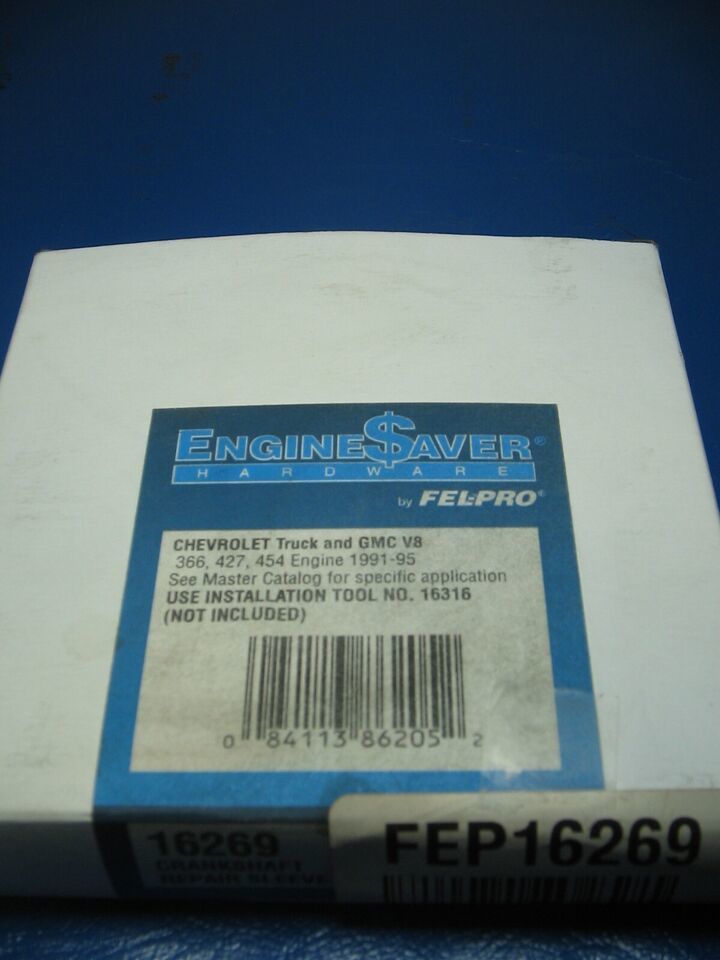 ENGINE$AVER®
HARDWARE
by FEL-PRO®
CHEVROLET Truck and GMC V8
366, 427, 454 Engine 1991-95
See Master Catalog for specific application
USE INSTALLATION TOOL NO. 16316
(NOT INCLUDED)
0 84113 86205 2
16269
CRANKSHAFT
REPAIR SLEEVE
FEP16269